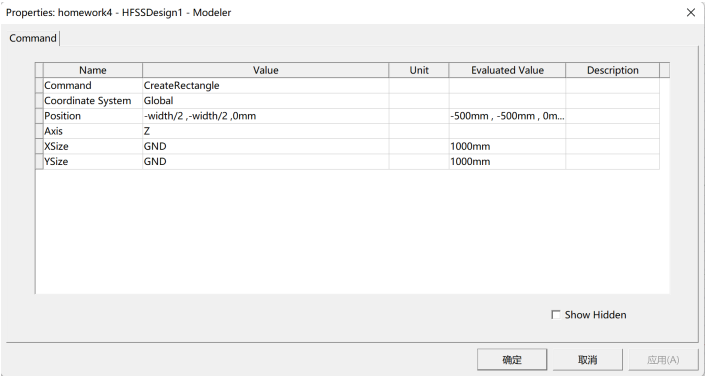 Properties: homework4 - HFSSDesign1 - Modeler
Command
Name Value Unit Evaluated Value Description
Command CreateRectangle
Coordinate System Global
Position -width/2 ,-width/2 ,0mm -500mm , -500mm , 0m...
Axis Z
XSize GND 1000mm
YSize GND 1000mm
Show Hidden
确定 取消 应用(A)